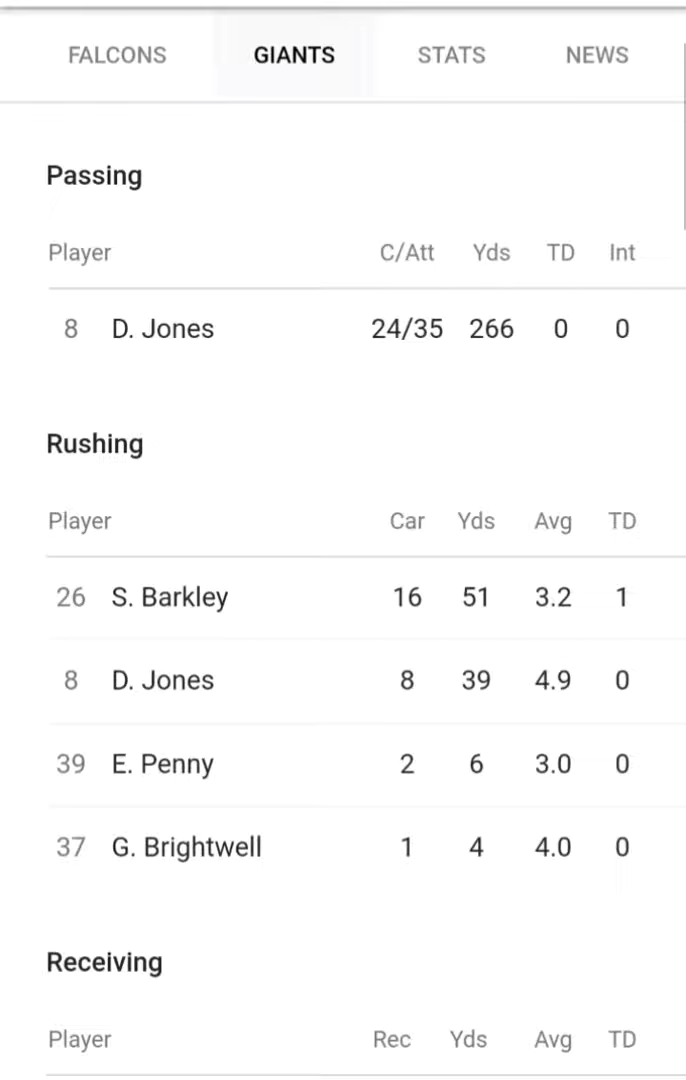 FALCONS GIANTS STATS NEWS
Passing
Player C/Att Yds TD Int
8 D. Jones 24/35 266 0 0
Rushing
Player Car Yds Avg TD
26 S. Barkley 16 51 3.2 1
8 D. Jones 8 39 4.9 0
39 E. Penny 2 6 3.0 0
37 G. Brightwell 1 4 4.0 0
Receiving
Player Rec Yds Avg TD